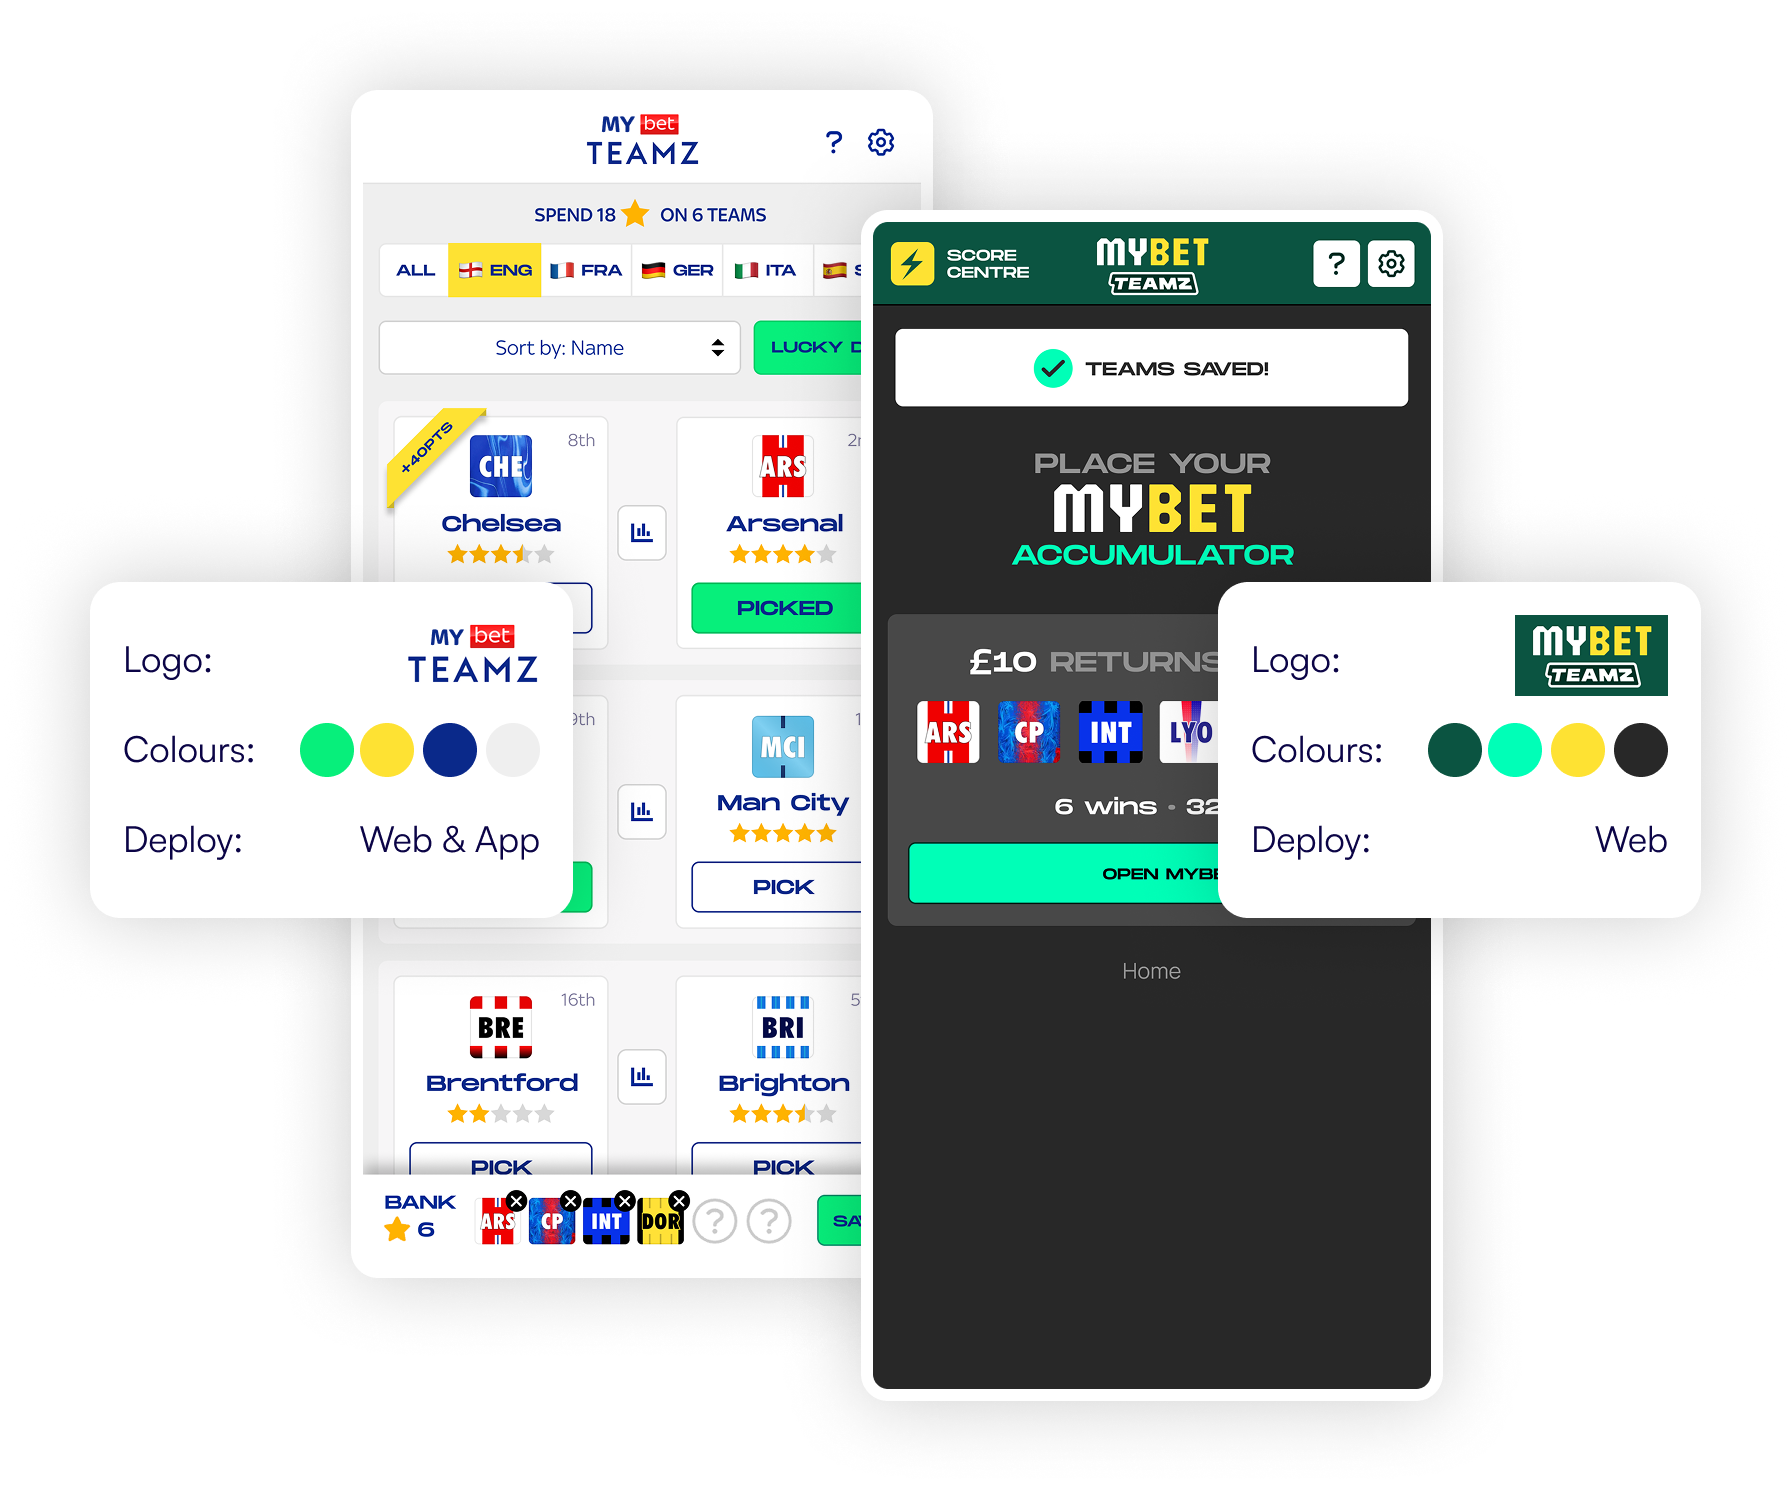 MY bet
TEAMZ
?
SPEND 18 ON 6 TEAMS
ALL ENG FRA GER ITA
Sort by: Name
LUCKY
+40PTS
8th
CHE
Chelsea
ARS
Arsenal
PICKED
9th
MCI
Man City
PICK
16th
BRE
Brentford
PICK
BRI
Brighton
PICK
BANK
6
ARS CP INT DOR ? ?
Logo:
MY bet
TEAMZ
Colours:
Deploy: Web & App
SCORE
CENTRE
MYBET
TEAMZ
?
TEAMS SAVED!
PLACE YOUR
MYBET
ACCUMULATOR
£10 RETURNS
ARS CP INT LYO
6 wins • 32
OPEN MYBE
Home
Logo:
MYBET
TEAMZ
Colours:
Deploy: Web